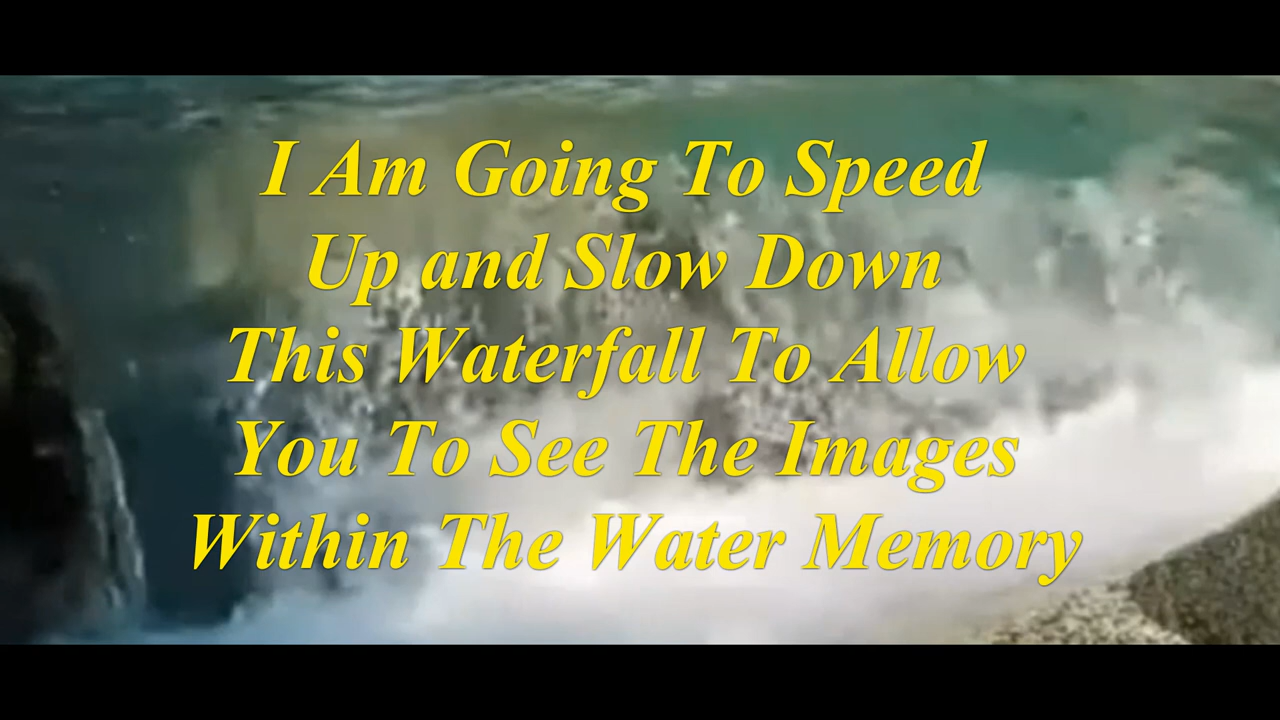 I Am Going To Speed
Up and Slow Down
This Waterfall To Allow
You To See The Images
Within The Water Memory